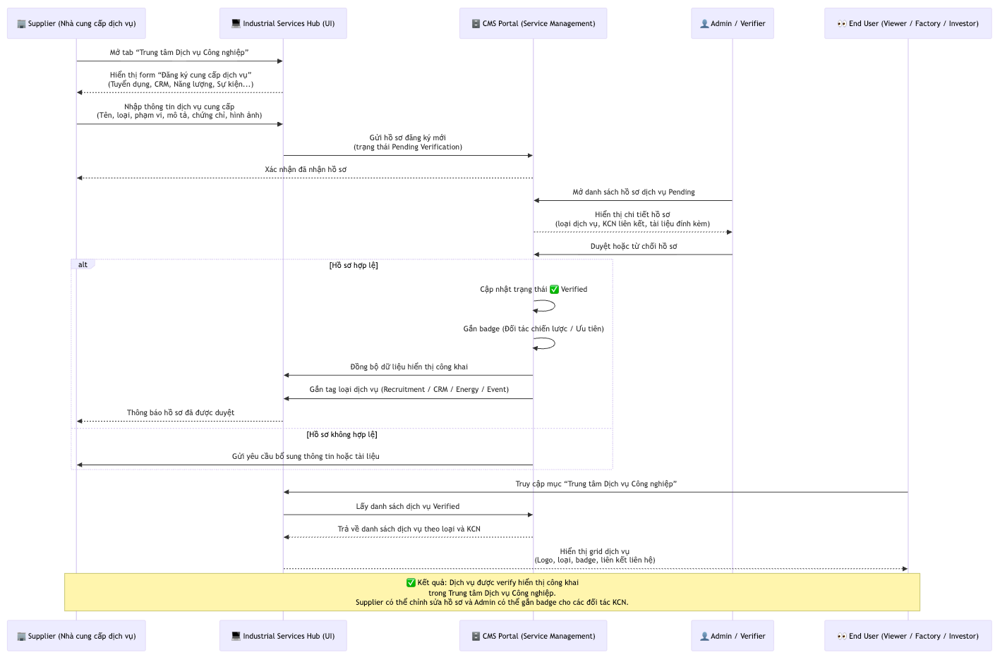 🏢 Supplier (Nhà cung cấp dịch vụ)
💻 Industrial Services Hub (UI)
🗄️ CMS Portal (Service Management)
👤 Admin / Verifier
👀 End User (Viewer / Factory / Investor)
Mở tab “Trung tâm Dịch vụ Công nghiệp”
Hiển thị form “Đăng ký cung cấp dịch vụ”
(Tuyển dụng, CRM, Năng lượng, Sự kiện...)
Nhập thông tin dịch vụ cung cấp
(Tên, loại, phạm vi, mô tả, chứng chỉ, hình ảnh)
Gửi hồ sơ đăng ký mới
(trạng thái Pending Verification)
Xác nhận đã nhận hồ sơ
Mở danh sách hồ sơ dịch vụ Pending
Hiển thị chi tiết hồ sơ
(loại dịch vụ, KCN liên kết, tài liệu đính kèm)
Duyệt hoặc từ chối hồ sơ
alt
[Hồ sơ hợp lệ]
Cập nhật trạng thái ✅ Verified
Gắn badge (Đối tác chiến lược / Ưu tiên)
Đồng bộ dữ liệu hiển thị công khai
Gắn tag loại dịch vụ (Recruitment / CRM / Energy / Event)
Thông báo hồ sơ đã được duyệt
[Hồ sơ không hợp lệ]
Gửi yêu cầu bổ sung thông tin hoặc tài liệu
Truy cập mục “Trung tâm Dịch vụ Công nghiệp”
Lấy danh sách dịch vụ Verified
Trả về danh sách dịch vụ theo loại và KCN
Hiển thị grid dịch vụ
(Logo, loại, badge, liên kết liên hệ)
✅ Kết quả: Dịch vụ được verify hiển thị công khai
trong Trung tâm Dịch vụ Công nghiệp.
Supplier có thể chỉnh sửa hồ sơ và Admin có thể gắn badge cho các đối tác KCN.
🏢 Supplier (Nhà cung cấp dịch vụ)
💻 Industrial Services Hub (UI)
🗄️ CMS Portal (Service Management)
👤 Admin / Verifier
👀 End User (Viewer / Factory / Investor)